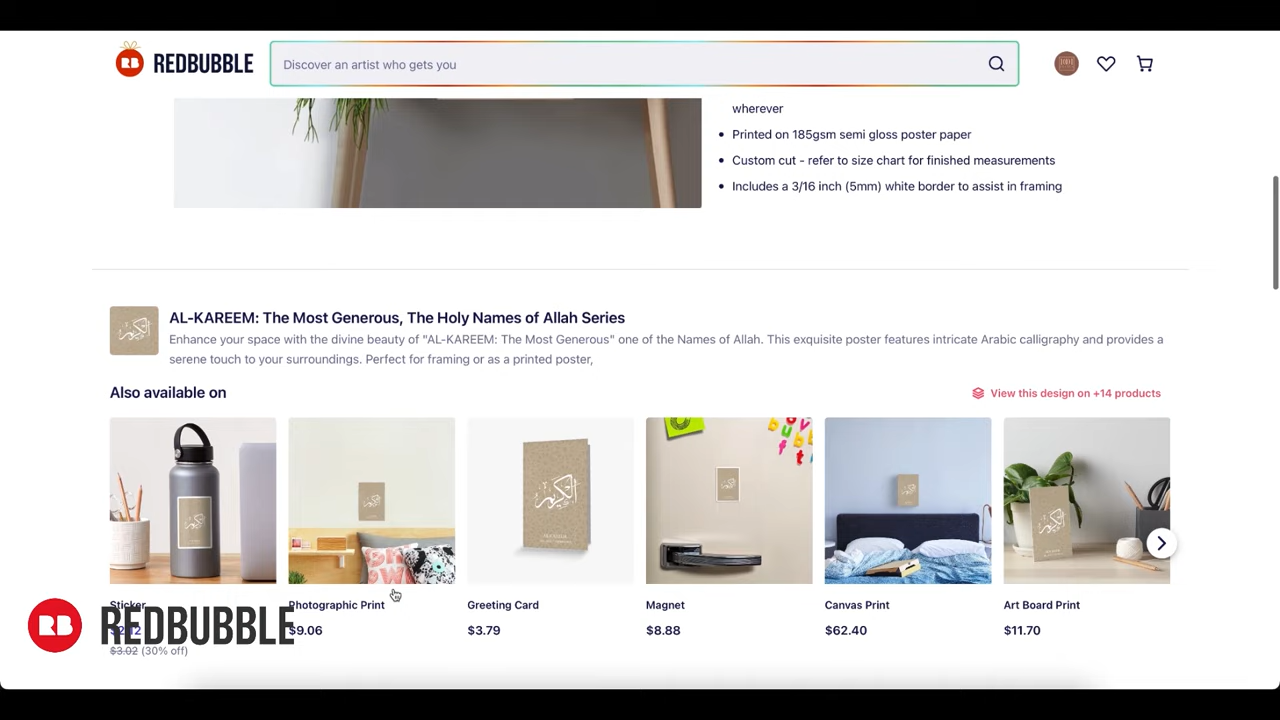 REDBUBBLE
Discover an artist who gets you
wherever
Printed on 185gsm semi gloss poster paper
Custom cut - refer to size chart for finished measurements
Includes a 3/16 inch (5mm) white border to assist in framing
AL-KAREEM: The Most Generous, The Holy Names of Allah Series
Enhance your space with the divine beauty of "AL-KAREEM: The Most Generous" one of the Names of Allah. This exquisite poster features intricate Arabic calligraphy and provides a
serene touch to your surroundings. Perfect for framing or as a printed poster,
Also available on
View this design on +14 products
الكريم
Sticker
Photographic Print
Greeting Card
Magnet
Canvas Print
Art Board Print
$2.12
$9.06
$3.79
$8.88
$62.40
$11.70
$3.02 (30% off)
REDBUBBLE